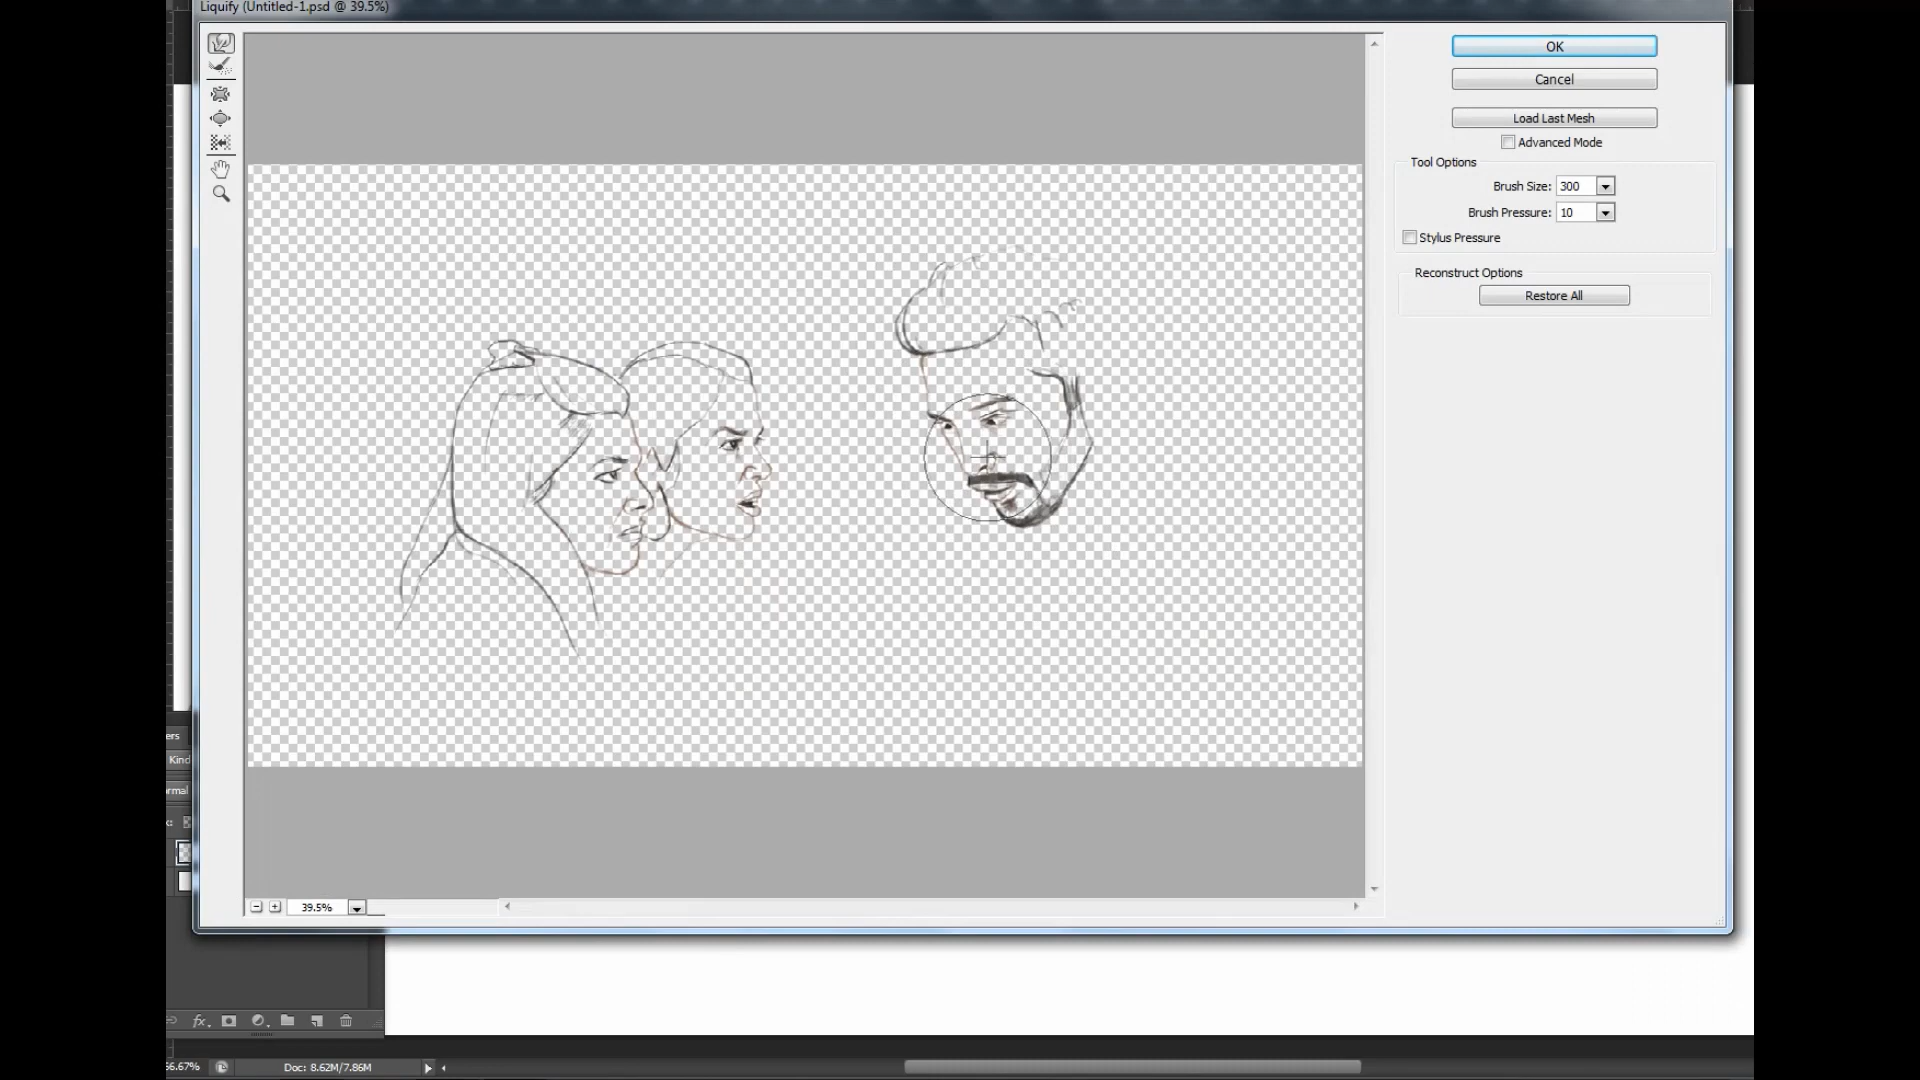 Liquify (Untitled-1.psd @ 39.5%)
OK
Cancel
Load Last Mesh
Advanced Mode
Tool Options
Brush Size: 300
Brush Pressure: 10
Stylus Pressure
Reconstruct Options
Restore All
ers
Kind
ormal
39.5%
fx
66.67%
Doc: 8.62M/7.86M